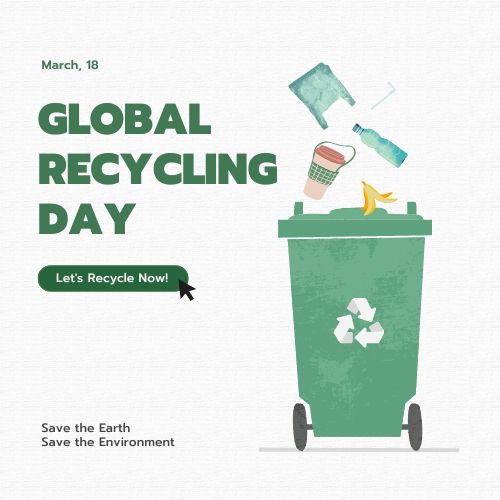 March, 18
GLOBAL
RECYCLING
DAY
Let's Recycle Now!
Save the Earth
Save the Environment